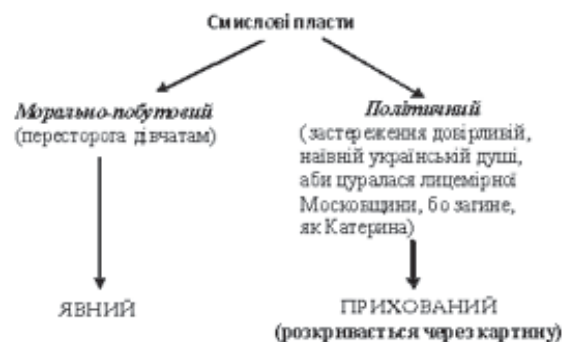 Смислові пласти
Морально-побутовий
(пересторога дівчатам)
Політичний
(застереження довірливій,
наївній українській душі,
аби цуралася лицемірної
Московщини, бо загине,
як Катерина)
ЯВНИЙ
ПРИХОВАНИЙ
(розкривається через картину)